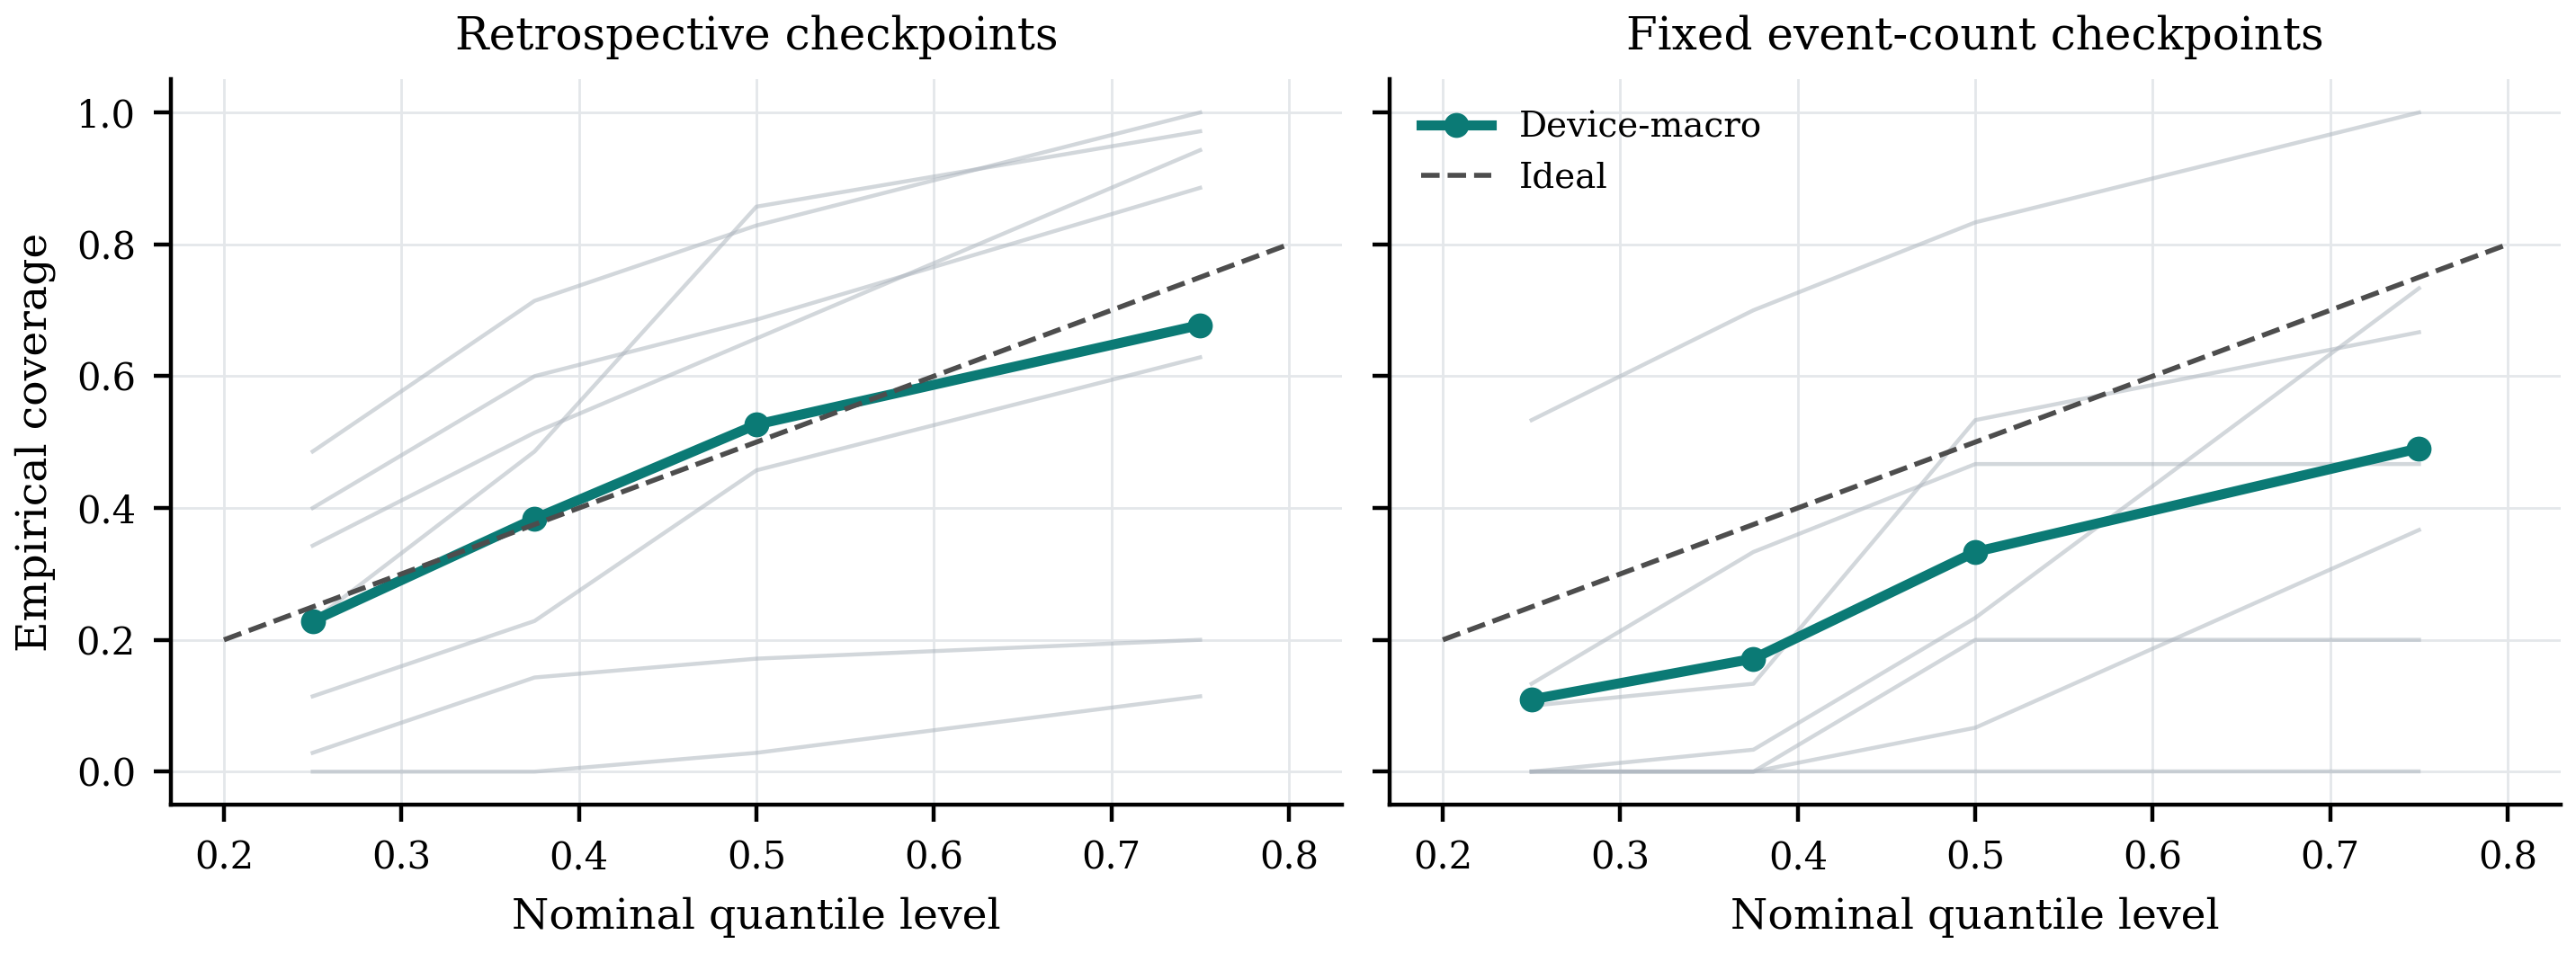 Retrospective checkpoints
Fixed event-count checkpoints
Empirical coverage
1.0
0.8
0.6
0.4
0.2
0.0
Device-macro
Ideal
0.2 0.3 0.4 0.5 0.6 0.7 0.8
0.2 0.3 0.4 0.5 0.6 0.7 0.8
Nominal quantile level
Nominal quantile level